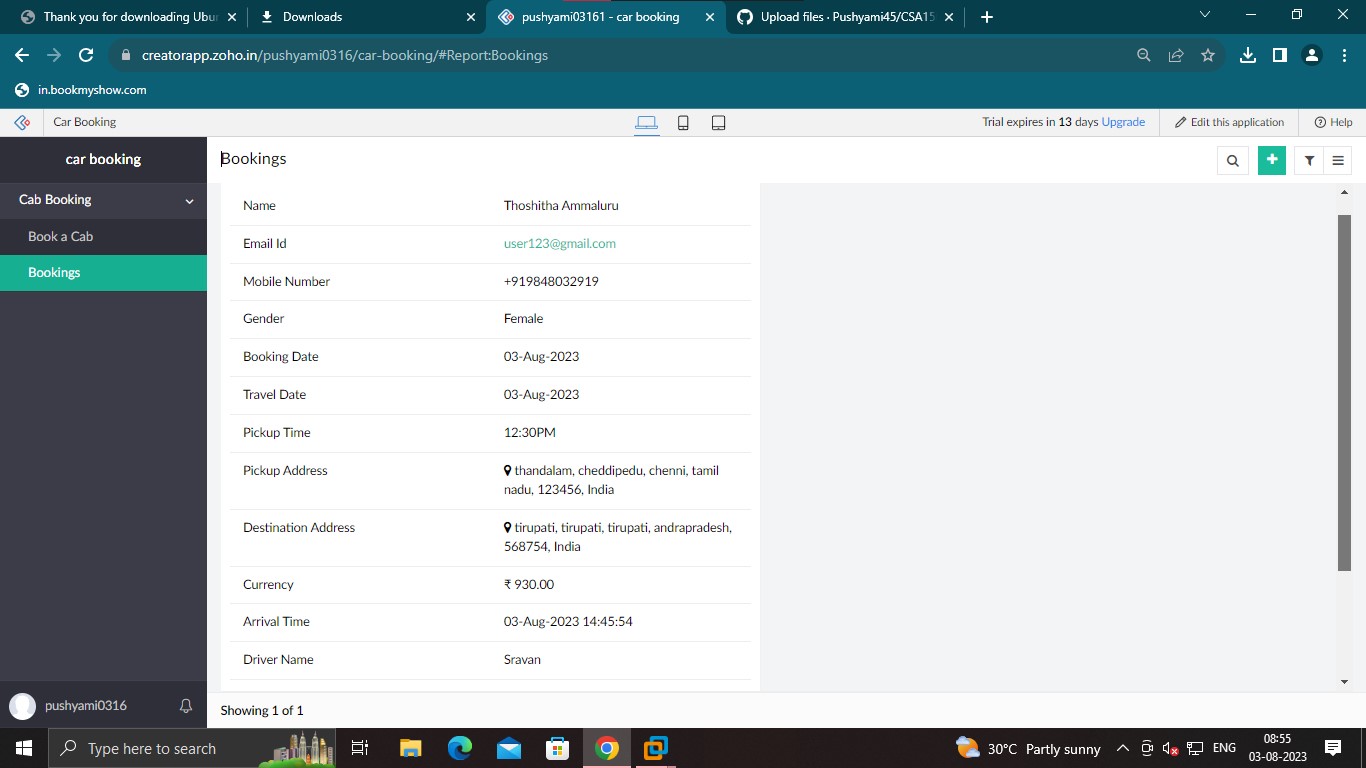 Thank you for downloading Ubu
Downloads
pushyami03161 - car booking
Upload files · Pushyami45/CSA15
creatorapp.zoho.in/pushyami0316/car-booking/#Report:Bookings
in.bookmyshow.com
Car Booking
Trial expires in 13 days Upgrade
Edit this application
Help
car booking
Bookings
Cab Booking
Book a Cab
Bookings
Name Thoshitha Ammaluru
Email Id user123@gmail.com
Mobile Number +919848032919
Gender Female
Booking Date 03-Aug-2023
Travel Date 03-Aug-2023
Pickup Time 12:30PM
Pickup Address thandalam, cheddipedu, chenni, tamil
nadu, 123456, India
Destination Address tirupati, tirupati, tirupati, andrapradesh,
568754, India
Currency ₹ 930.00
Arrival Time 03-Aug-2023 14:45:54
Driver Name Sravan
pushyami0316
Showing 1 of 1
Type here to search
30°C Partly sunny
ENG
08:55
03-08-2023